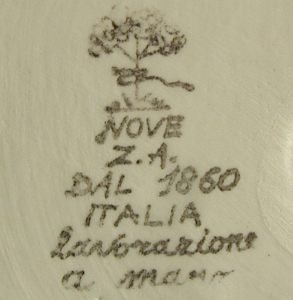 NOVE
Z.A.
DAL 1860
ITALIA
Lavorazione
a mano